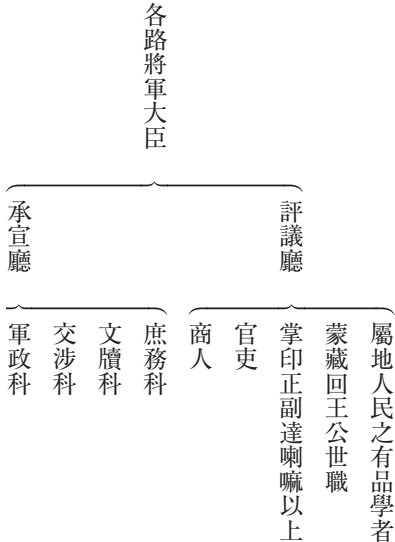 各路將軍大臣
評議廳
屬地人民之有品學者
蒙藏回王公世職
掌印正副達喇嘛以上
官吏
商人
承宣廳
庶務科
文牘科
交涉科
軍政科